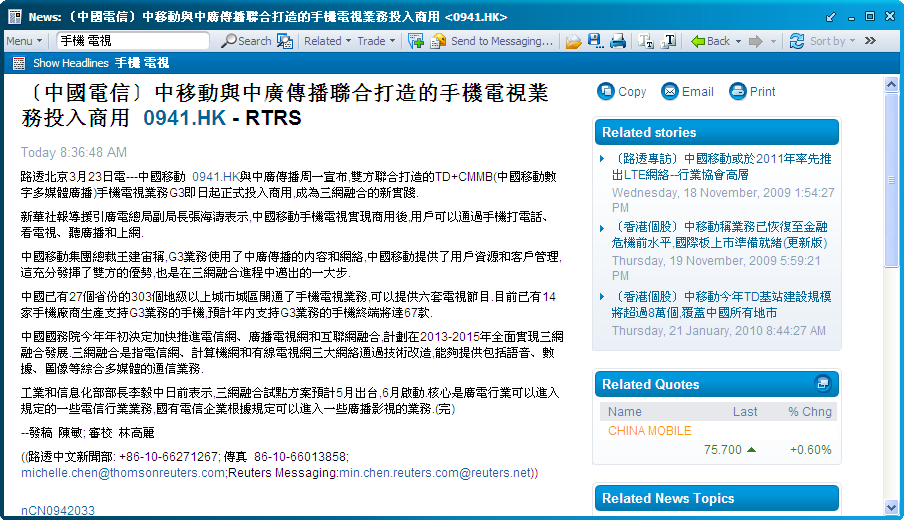 News: 〔中國電信〕中移動與中廣傳播聯合打造的手機電視業務投入商用 <0941.HK>
Menu 手機 電視 Search Related Trade Send to Messaging... Back Sort by
Show Headlines 手機 電視
〔中國電信〕中移動與中廣傳播聯合打造的手機電視業
務投入商用 0941.HK - RTRS
Today 8:36:48 AM
路透北京3月23日電---中國移動 0941.HK與中廣傳播周一宣布,雙方聯合打造的TD+CMMB(中國移動數
字多媒體廣播)手機電視業務G3即日起正式投入商用,成為三網融合的新實踐.
新華社報導援引廣電總局副局長張海濤表示,中國移動手機電視實現商用後,用戶可以通過手機打電話、
看電視、聽廣播和上網.
中國移動集團總裁王建宙稱,G3業務使用了中廣傳播的內容和網絡,中國移動提供了用戶資源和客戶管理,
這充分發揮了雙方的優勢,也是在三網融合進程中邁出的一大步.
中國已有27個省份的303個地級以上城市城區開通了手機電視業務,可以提供六套電視節目.目前已有14
家手機廠商生產支持G3業務的手機,預計年內支持G3業務的手機終端將達67款.
中國國務院今年年初決定加快推進電信網、廣播電視網和互聯網融合,計劃在2013-2015年全面實現三網
融合發展.三網融合是指電信網、計算機網和有線電視網三大網絡通過技術改造,能夠提供包括語音、數
據、圖像等綜合多媒體的通信業務.
工業和信息化部部長李毅中日前表示,三網融合試點方案預計5月出台,6月啟動.核心是廣電行業可以進入
規定的一些電信行業業務,國有電信企業根據規定可以進入一些廣播影視的業務.(完)
--發稿 陳敏; 審校 林高麗
((路透中文新聞部: +86-10-66271267; 傳真 86-10-66013858;
michelle.chen@thomsonreuters.com;Reuters Messaging:min.chen.reuters.com@reuters.net))
nCN0942033
Copy Email Print
Related stories
〔路透專訪〕中國移動或於2011年率先推
出LTE網絡--行業協會高層
Wednesday, 18 November, 2009 1:54:27
PM
〔香港個股〕中移動稱業務已恢復至金融
危機前水平,國際板上市準備就緒(更新版)
Thursday, 19 November, 2009 5:59:21
PM
〔香港個股〕中移動今年TD基站建設規模
將超過8萬個,覆蓋中國所有地市
Thursday, 21 January, 2010 8:44:27 AM
Related Quotes
Name Last % Chng
CHINA MOBILE
75.700 +0.60%
Related News Topics